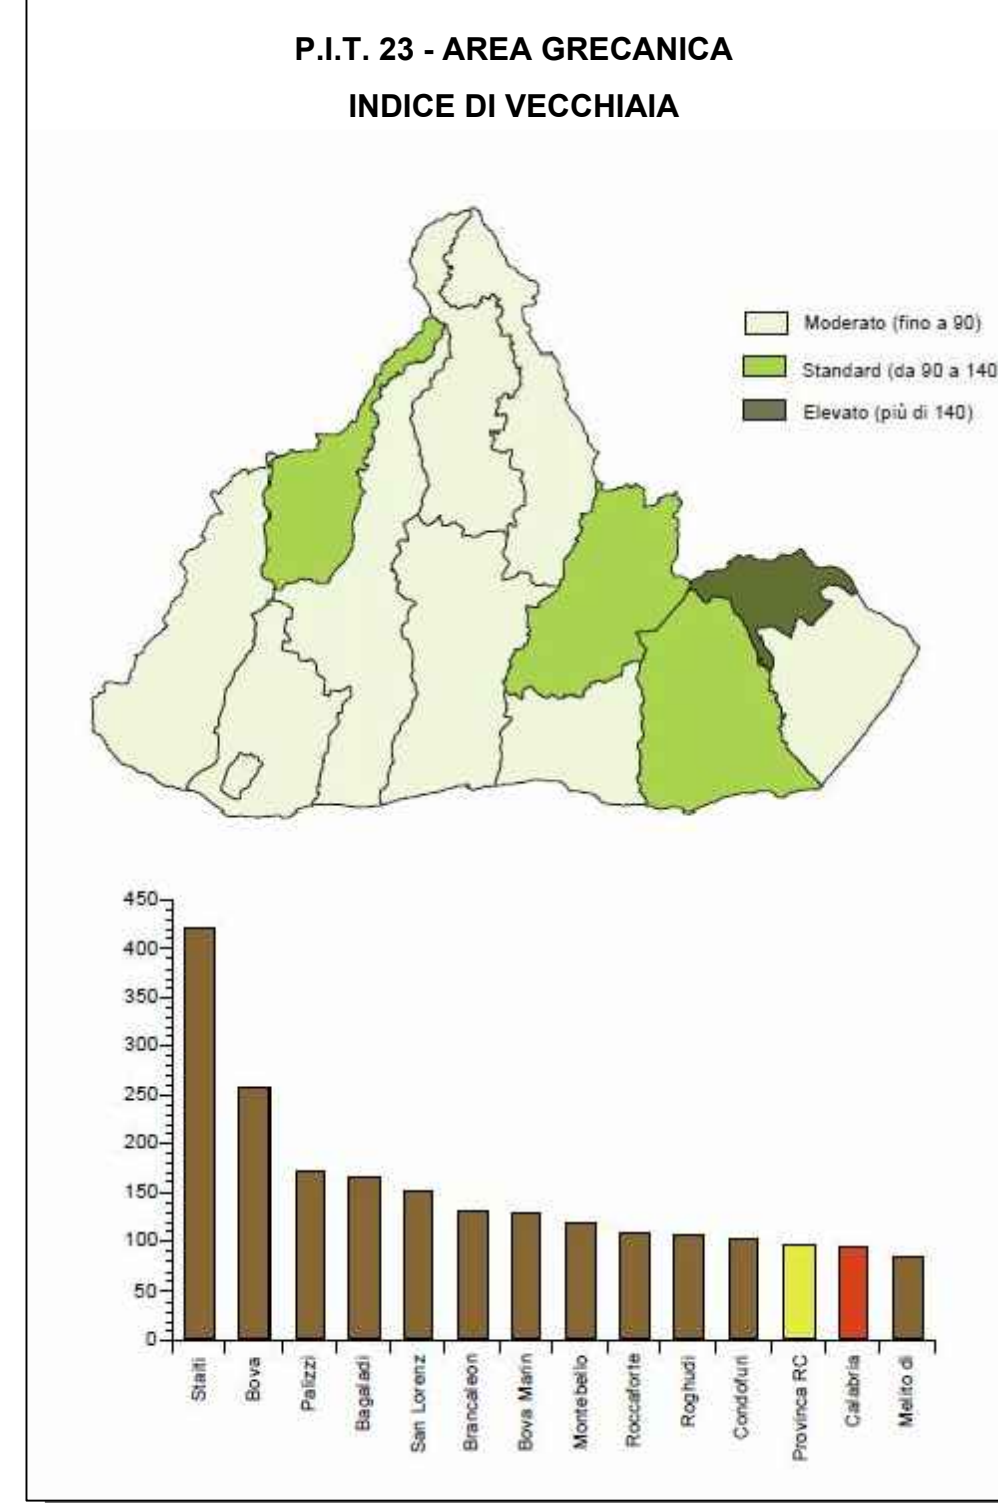 P.I.T. 23 - AREA GRECANICA
INDICE DI VECCHIAIA
Moderato (fino a 90)
Standard (da 90 a 140
Elevato (più di 140)
450
400
350
300
250
200
150
100
50
0
Staiti
Bova
Palizzi
Bagaladi
San Lorenz
Brancaleon
Bova Marin
Montebello
Roccaforte
Roghudi
Condofuri
Provinca RC
Calabria
Melito di